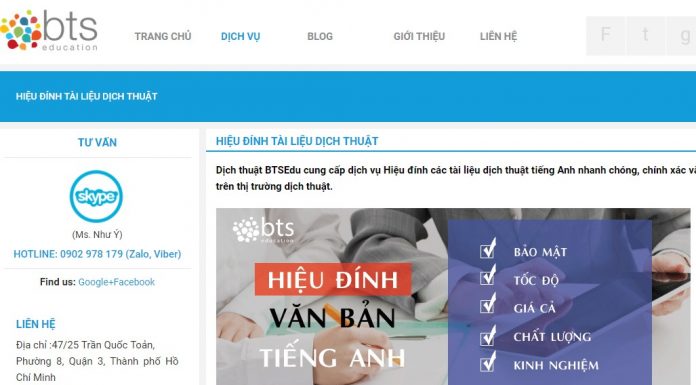 bts
education
TRANG CHỦ
DỊCH VỤ
BLOG
GIỚI THIỆU
LIÊN HỆ
F t g
HIỆU ĐÍNH TÀI LIỆU DỊCH THUẬT
TƯ VẤN
skype
(Ms. Như Ý)
HOTLINE: 0902 978 179 (Zalo, Viber)
Find us: Google+Facebook
LIÊN HỆ
Địa chỉ :47/25 Trần Quốc Toản,
Phường 8, Quận 3, Thành phố Hồ
Chí Minh
HIỆU ĐÍNH TÀI LIỆU DỊCH THUẬT
Dịch thuật BTSEdu cung cấp dịch vụ Hiệu đính các tài liệu dịch thuật tiếng Anh nhanh chóng, chính xác và
trên thị trường dịch thuật.
bts
education
HIỆU ĐÍNH
VĂN BẢN
TIẾNG ANH
BẢO MẬT
TỐC ĐỘ
GIÁ CẢ
CHẤT LƯỢNG
KINH NGHIỆM